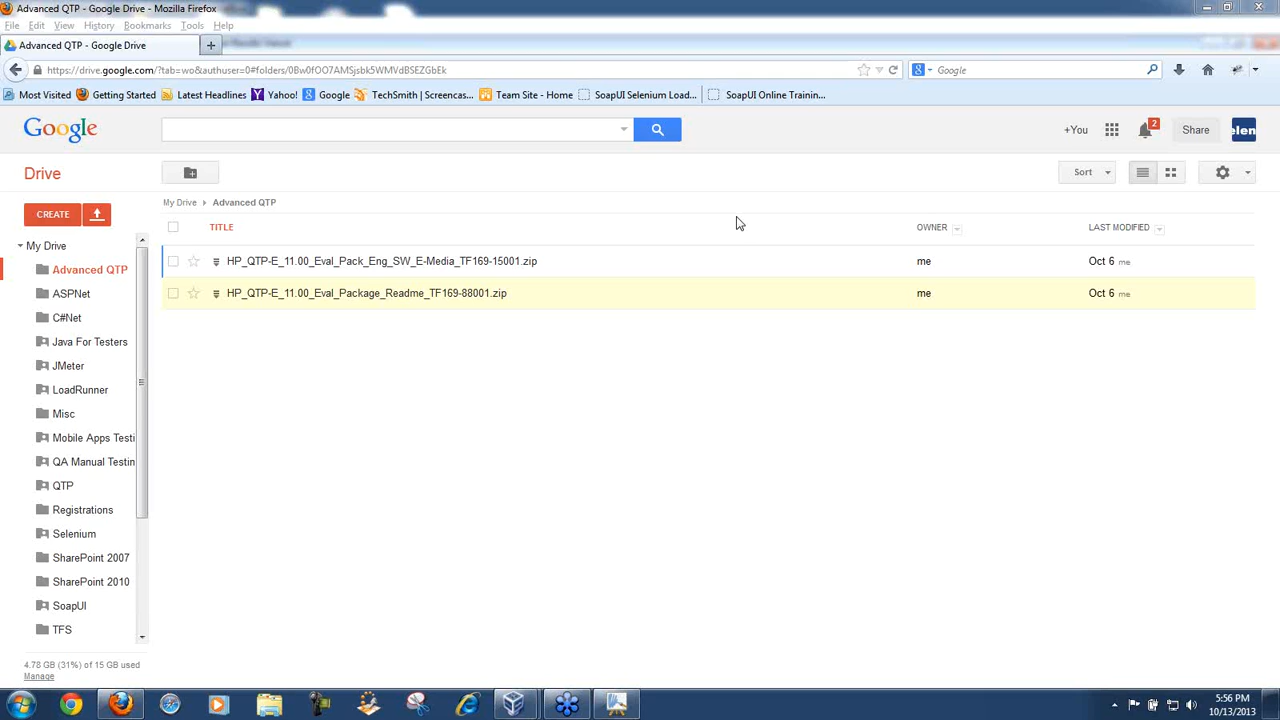 Advanced QTP - Google Drive - Mozilla Firefox
File Edit View History Bookmarks Tools Help
Advanced QTP - Google Drive
https://drive.google.com/?tab=wo&authuser=0#folders/0Bw0fOO7AMSjsbk5WMVdBSEZGbEk
Google
Most Visited Getting Started Latest Headlines Yahoo! Google TechSmith | Screencas... Team Site - Home SoapUI Selenium Load... SoapUI Online Trainin...
Google
+You 2 Share elen
Drive
Sort
My Drive Advanced QTP
CREATE
TITLE OWNER LAST MODIFIED
My Drive
HP_QTP-E_11.00_Eval_Pack_Eng_SW_E-Media_TF169-15001.zip me Oct 6 me
Advanced QTP
HP_QTP-E_11.00_Eval_Package_Readme_TF169-88001.zip me Oct 6 me
ASPNet
C#Net
Java For Testers
JMeter
LoadRunner
Misc
Mobile Apps Testi
QA Manual Testin
QTP
Registrations
Selenium
SharePoint 2007
SharePoint 2010
SoapUI
TFS
4.78 GB (31%) of 15 GB used
Manage
5:56 PM
10/13/2013